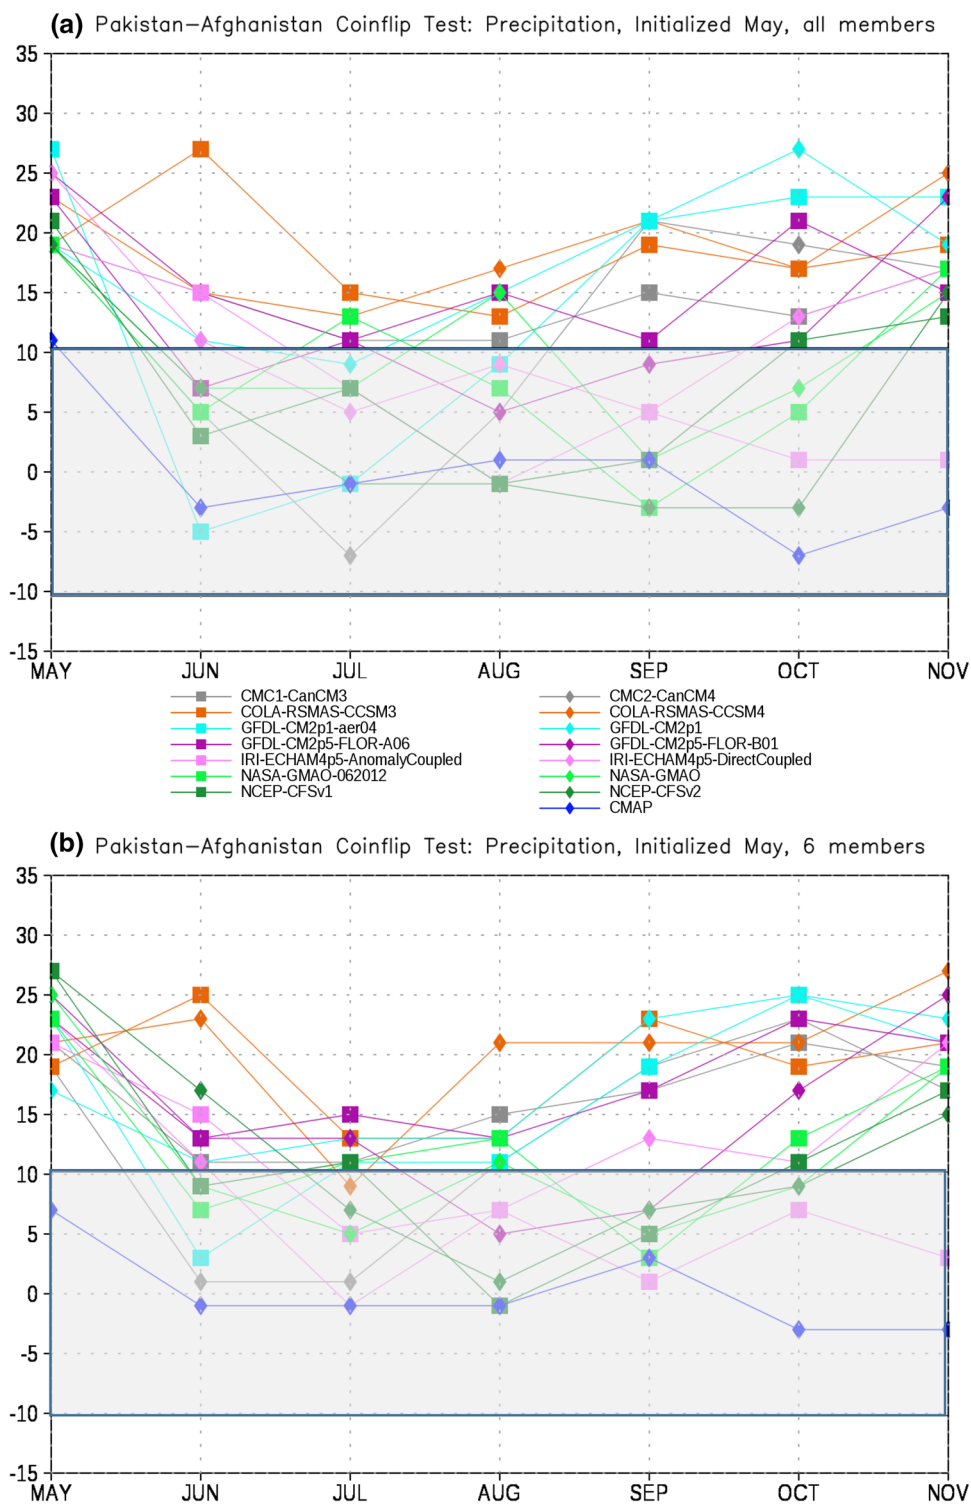 (a) Pakistan–Afghanistan Coinflip Test: Precipitation, Initialized May, all members
35
30
25
20
15
10
5
0
-5
-10
-15
MAY JUN JUL AUG SEP OCT NOV
CMC1-CanCM3 CMC2-CanCM4
COLA-RSMAS-CCSM3 COLA-RSMAS-CCSM4
GFDL-CM2p1-aer04 GFDL-CM2p1
GFDL-CM2p5-FLOR-A06 GFDL-CM2p5-FLOR-B01
IRI-ECHAM4p5-AnomalyCoupled IRI-ECHAM4p5-DirectCoupled
NASA-GMAO-062012 NASA-GMAO
NCEP-CFSv1 NCEP-CFSv2
CMAP
(b) Pakistan–Afghanistan Coinflip Test: Precipitation, Initialized May, 6 members
35
30
25
20
15
10
5
0
-5
-10
-15
MAY JUN JUL AUG SEP OCT NOV